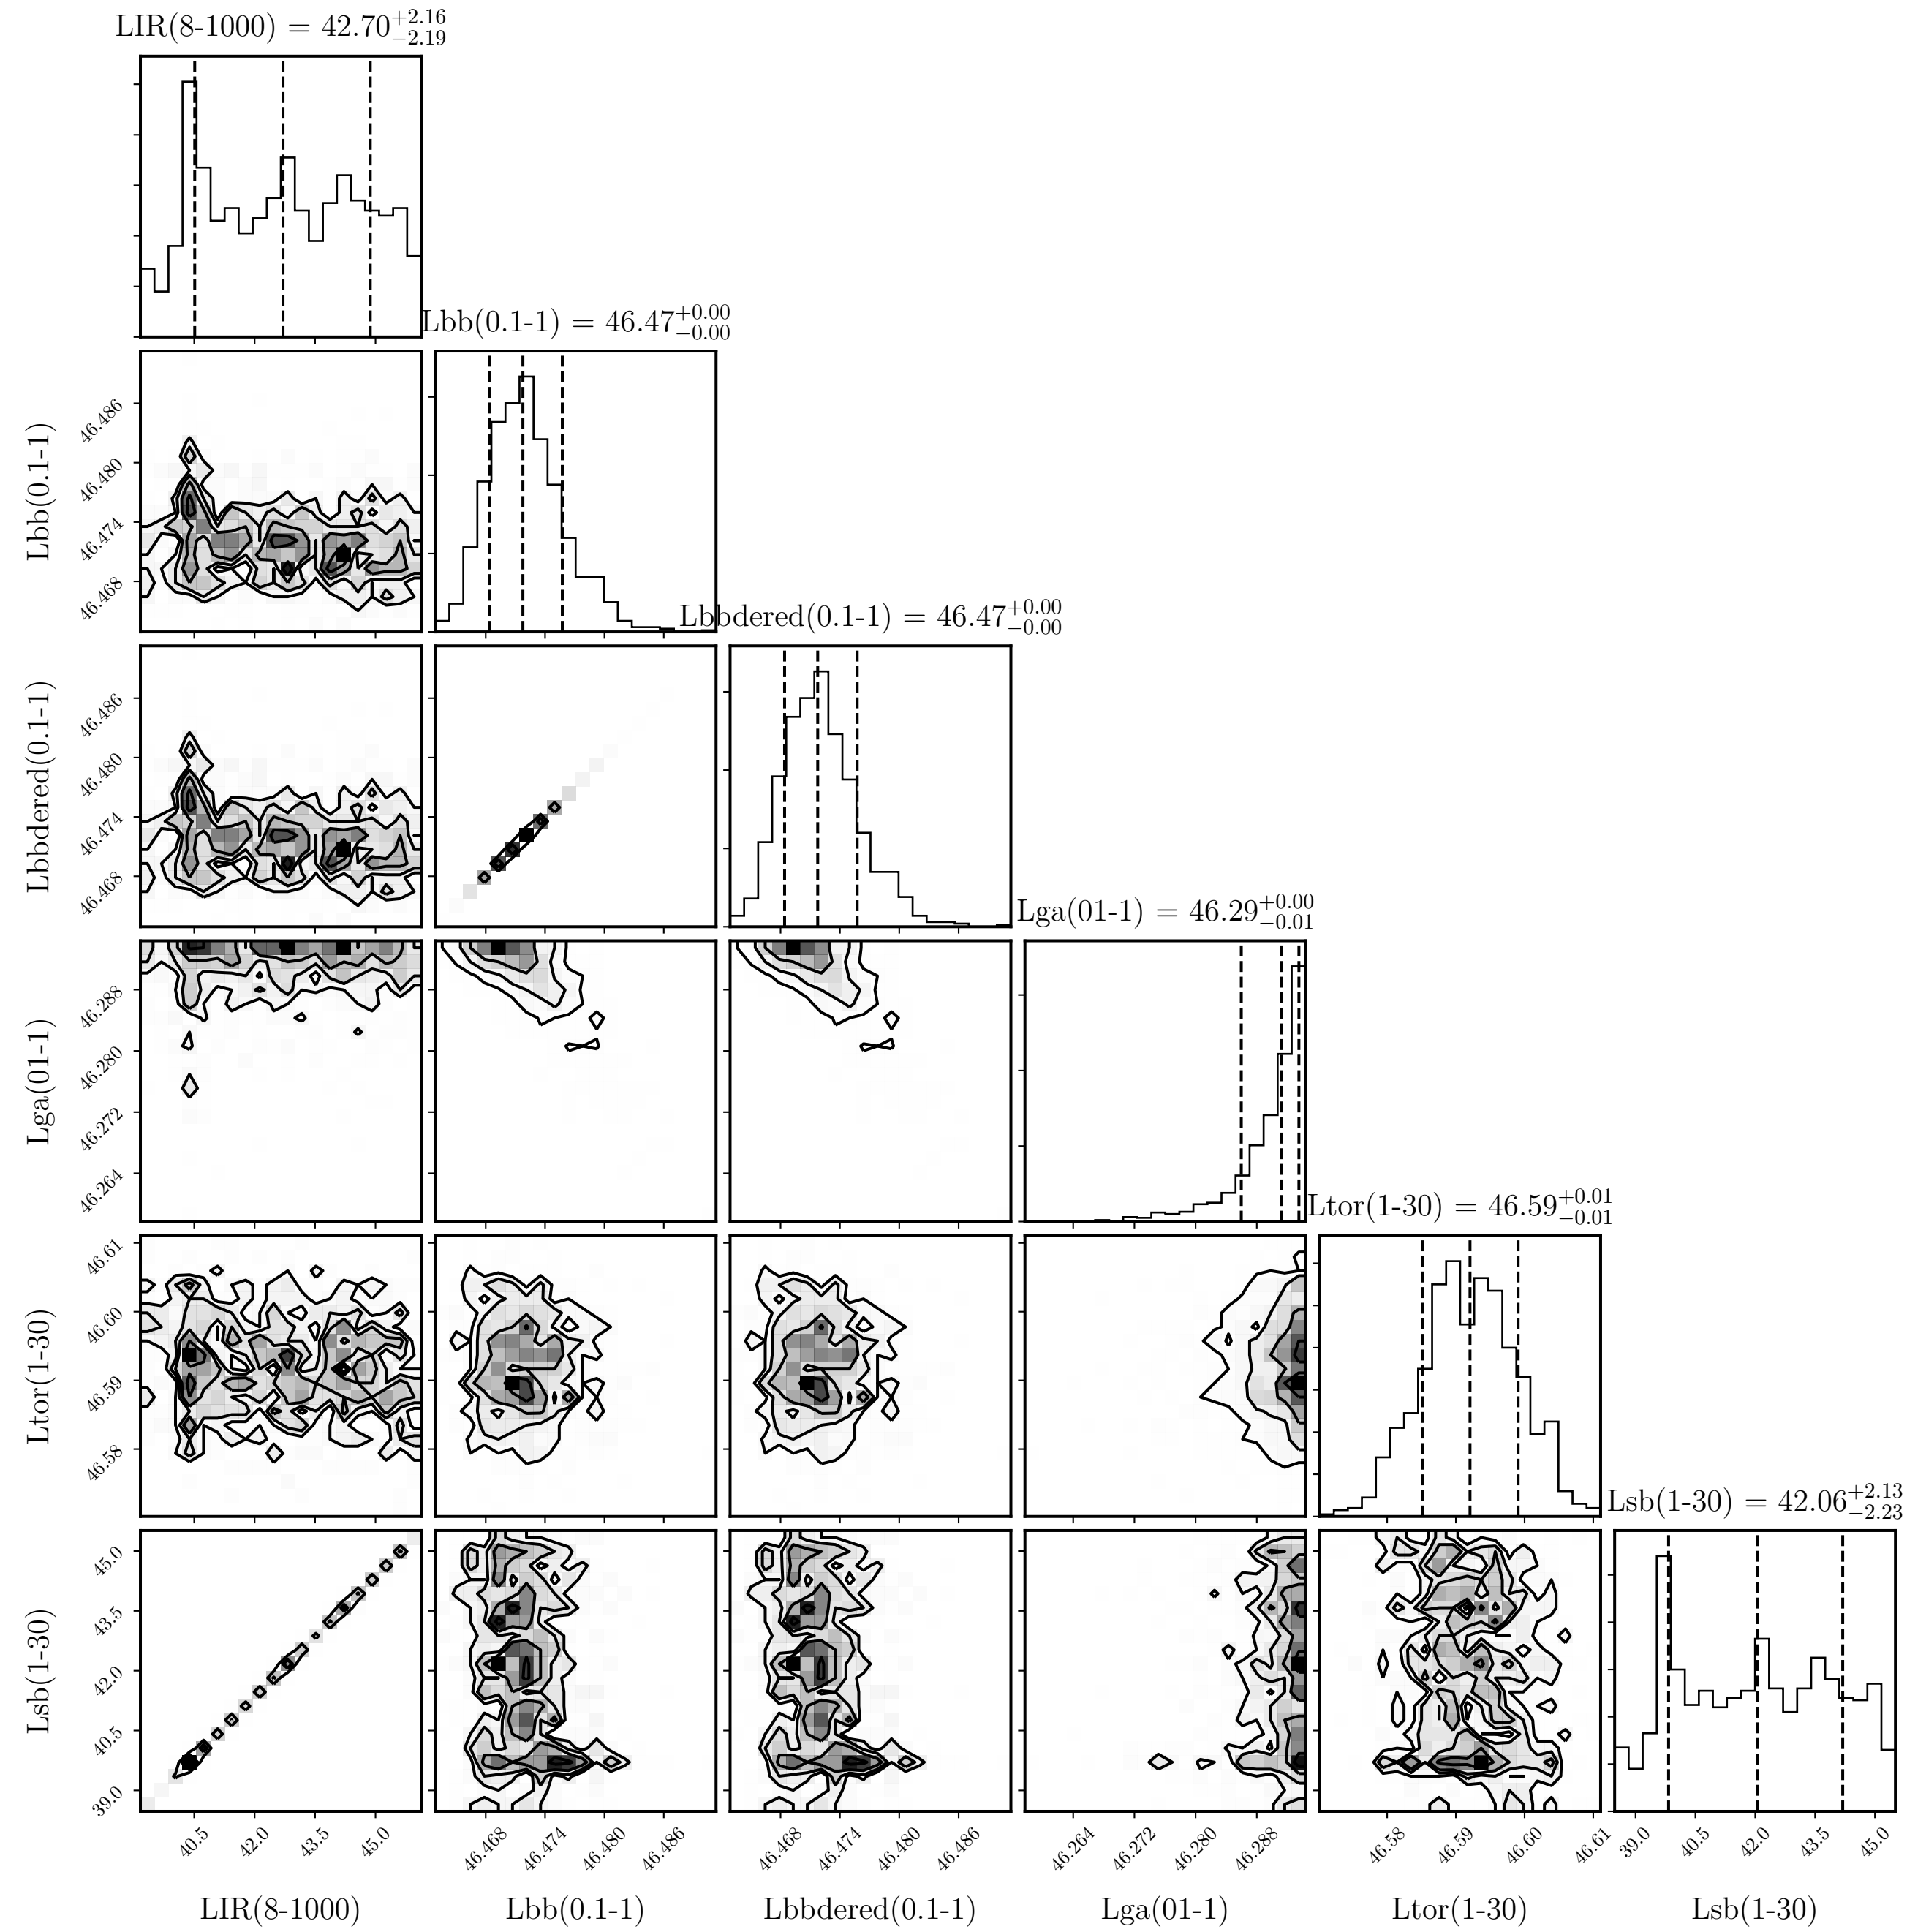 LIR(8-1000) = 42.70+2.16−2.19
Lbb(0.1-1) = 46.47+0.00−0.00
46.486
46.480
46.474
46.468
Lbb(0.1-1)
Lbbdered(0.1-1) = 46.47+0.00−0.00
46.486
46.480
46.474
46.468
Lbbdered(0.1-1)
Lga(01-1) = 46.29+0.00−0.01
46.288
46.280
46.272
46.264
Lga(01-1)
Ltor(1-30) = 46.59+0.01−0.01
46.61
46.60
46.59
46.58
Ltor(1-30)
Lsb(1-30) = 42.06+2.13−2.23
45.0
43.5
42.0
40.5
39.0
Lsb(1-30)
40.5 42.0 43.5 45.0 46.468 46.474 46.480 46.486 46.468 46.474 46.480 46.486 46.264 46.272 46.280 46.288 46.58 46.59 46.60 46.61 39.0 40.5 42.0 43.5 45.0
LIR(8-1000) Lbb(0.1-1) Lbbdered(0.1-1) Lga(01-1) Ltor(1-30) Lsb(1-30)